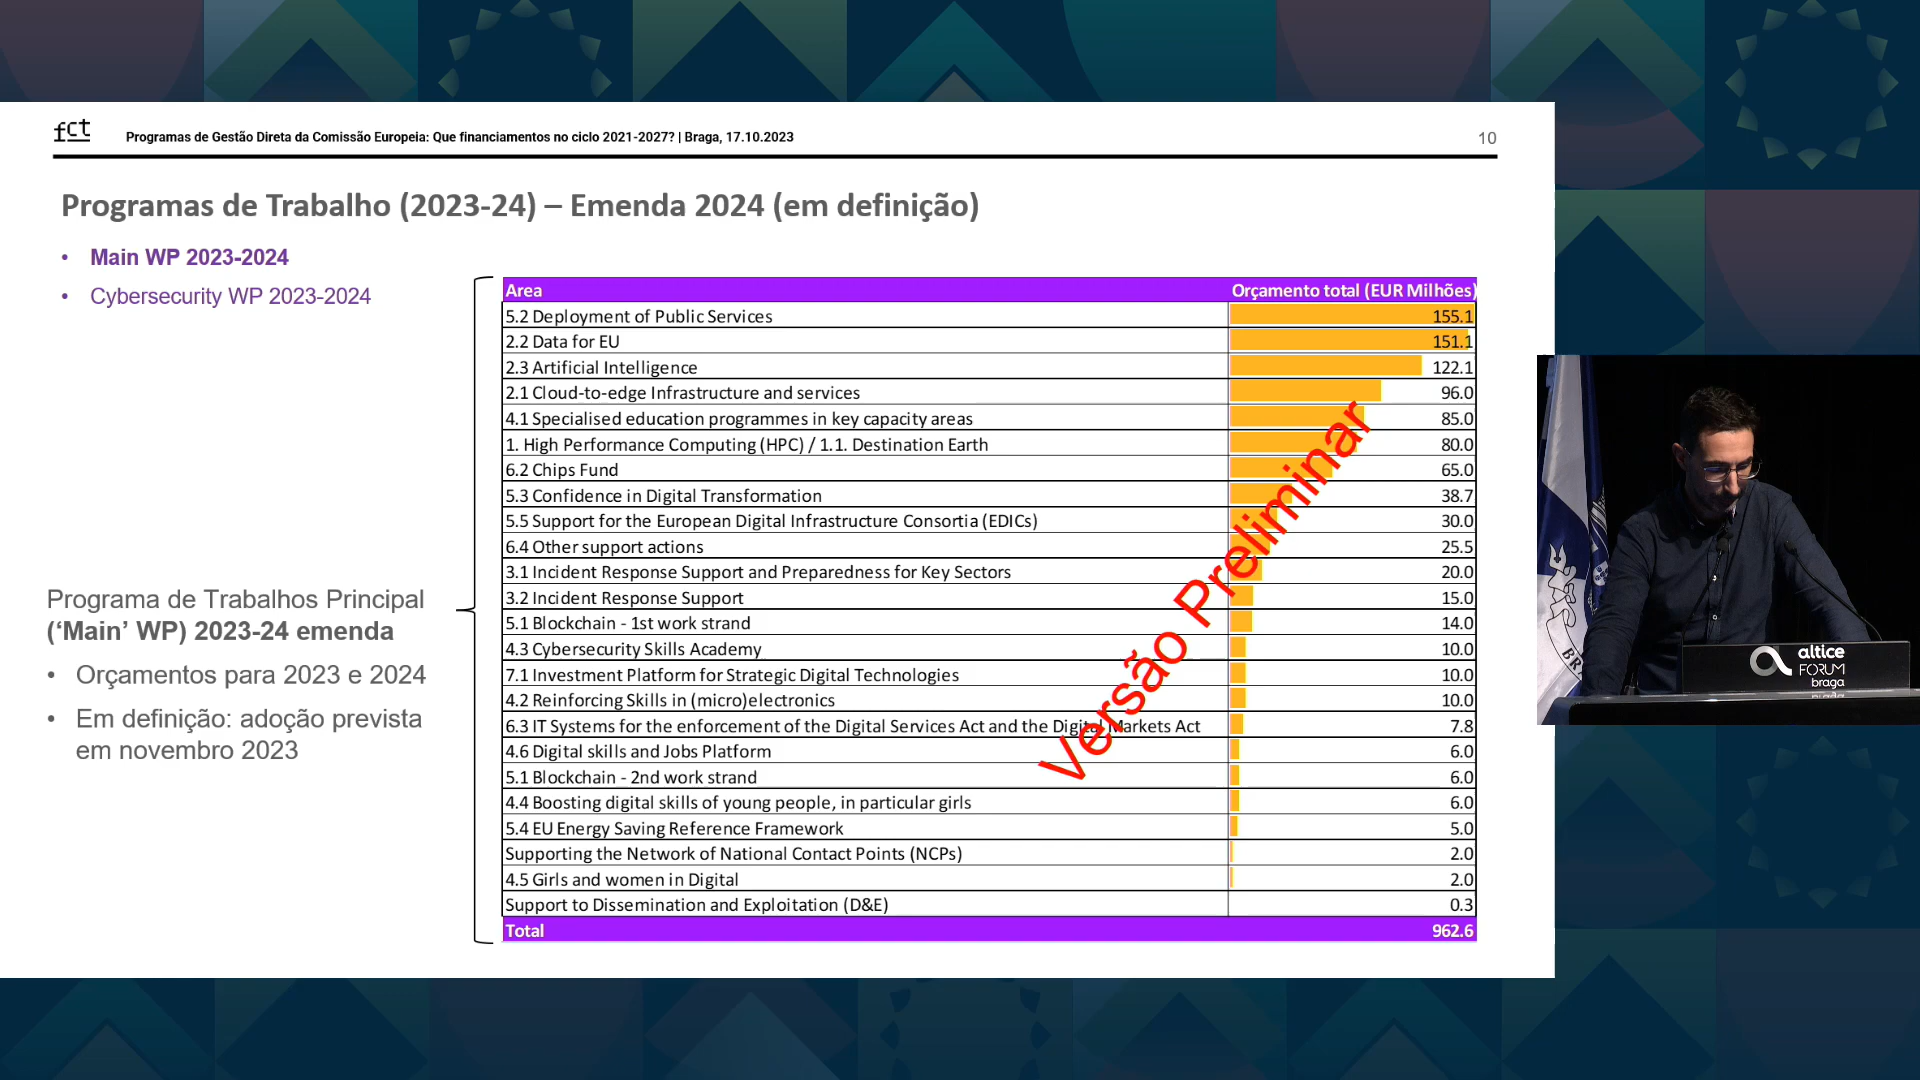 fct
Programas de Gestão Direta da Comissão Europeia: Que financiamentos no ciclo 2021-2027? | Braga, 17.10.2023
10
Programas de Trabalho (2023-24) – Emenda 2024 (em definição)
• Main WP 2023-2024
• Cybersecurity WP 2023-2024
Programa de Trabalhos Principal
(‘Main’ WP) 2023-24 emenda
• Orçamentos para 2023 e 2024
• Em definição: adoção prevista
em novembro 2023
Area Orçamento total (EUR Milhões)
5.2 Deployment of Public Services 155.1
2.2 Data for EU 151.1
2.3 Artificial Intelligence 122.1
2.1 Cloud-to-edge Infrastructure and services 96.0
4.1 Specialised education programmes in key capacity areas 85.0
1. High Performance Computing (HPC) / 1.1. Destination Earth 80.0
6.2 Chips Fund 65.0
5.3 Confidence in Digital Transformation 38.7
5.5 Support for the European Digital Infrastructure Consortia (EDICs) 30.0
6.4 Other support actions 25.5
3.1 Incident Response Support and Preparedness for Key Sectors 20.0
3.2 Incident Response Support 15.0
5.1 Blockchain - 1st work strand 14.0
4.3 Cybersecurity Skills Academy 10.0
7.1 Investment Platform for Strategic Digital Technologies 10.0
4.2 Reinforcing Skills in (micro)electronics 10.0
6.3 IT Systems for the enforcement of the Digital Services Act and the Digital Markets Act 7.8
4.6 Digital skills and Jobs Platform 6.0
5.1 Blockchain - 2nd work strand 6.0
4.4 Boosting digital skills of young people, in particular girls 6.0
5.4 EU Energy Saving Reference Framework 5.0
Supporting the Network of National Contact Points (NCPs) 2.0
4.5 Girls and women in Digital 2.0
Support to Dissemination and Exploitation (D&E) 0.3
Total 962.6
Versão Preliminar
altice
FORUM
braga